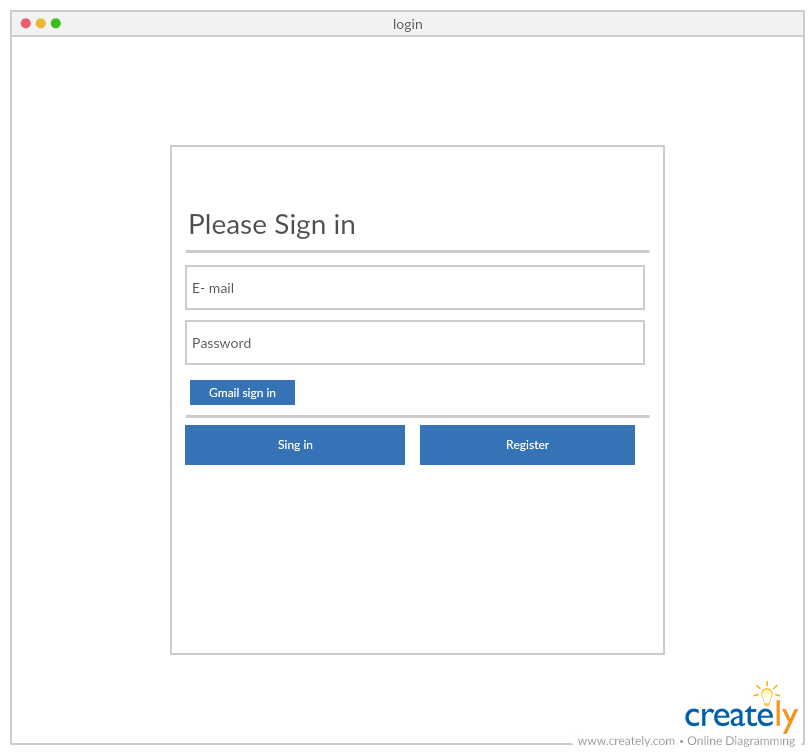 login
Please Sign in
E- mail
Password
Gmail sign in
Sing in
Register
creately
www.creately.com • Online Diagramming